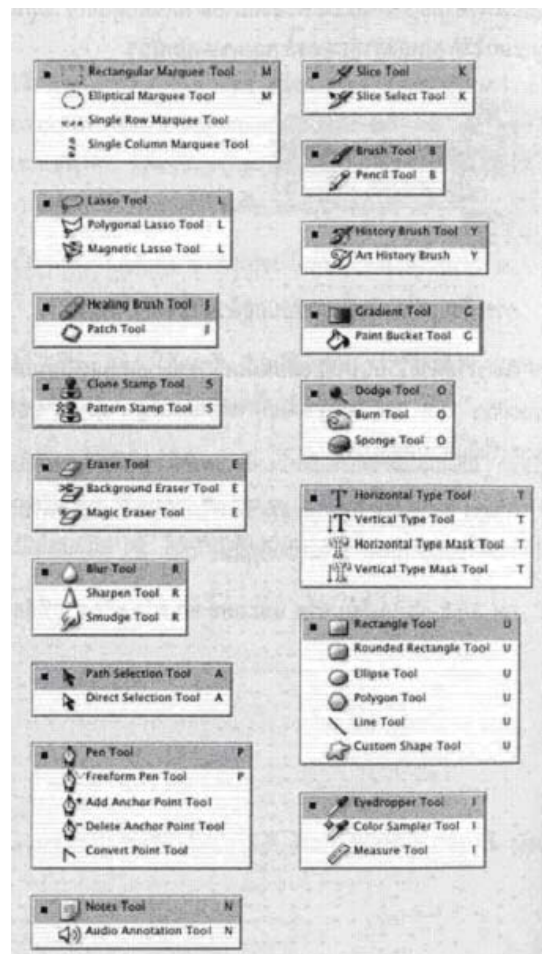 Rectangular Marquee Tool M
Elliptical Marquee Tool M
Single Row Marquee Tool
Single Column Marquee Tool
Lasso Tool L
Polygonal Lasso Tool L
Magnetic Lasso Tool L
Healing Brush Tool J
Patch Tool J
Clone Stamp Tool S
Pattern Stamp Tool S
Eraser Tool E
Background Eraser Tool E
Magic Eraser Tool E
Blur Tool R
Sharpen Tool R
Smudge Tool R
Path Selection Tool A
Direct Selection Tool A
Pen Tool P
Freeform Pen Tool P
Add Anchor Point Tool
Delete Anchor Point Tool
Convert Point Tool
Notes Tool N
Audio Annotation Tool N
Slice Tool K
Slice Select Tool K
Brush Tool B
Pencil Tool B
History Brush Tool Y
Art History Brush Y
Gradient Tool G
Paint Bucket Tool G
Dodge Tool O
Burn Tool O
Sponge Tool O
Horizontal Type Tool T
Vertical Type Tool T
Horizontal Type Mask Tool T
Vertical Type Mask Tool T
Rectangle Tool U
Rounded Rectangle Tool U
Ellipse Tool U
Polygon Tool U
Line Tool U
Custom Shape Tool U
Eyedropper Tool I
Color Sampler Tool I
Measure Tool I